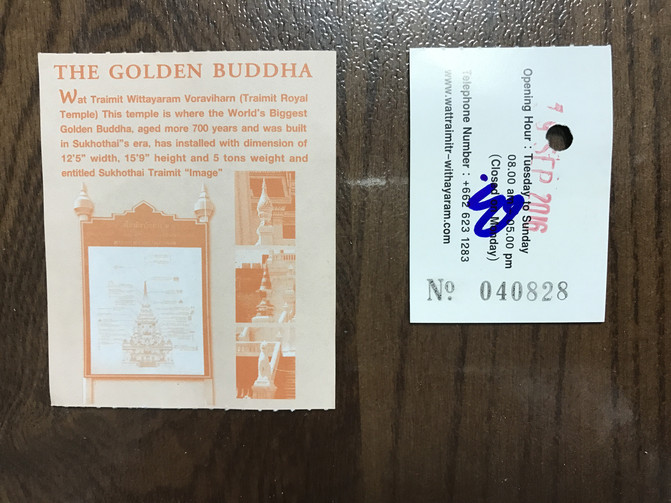 THE GOLDEN BUDDHA
Wat Traimit Wittayaram Voraviharn (Traimit Royal
Temple) This temple is where the World's Biggest
Golden Buddha, aged more 700 years and was built
in Sukhothai"s era, has installed with dimension of
12'5" width, 15'9" height and 5 tons weight and
entitled Sukhothai Traimit "Image"
Opening Hour : Tuesday to Sunday
08.00 am 05.00 pm
(Closed on Monday)
Telephone Number : +662 623 1283
www.wattraimitr-withayaram.com
SEP 2016
Nº 040828